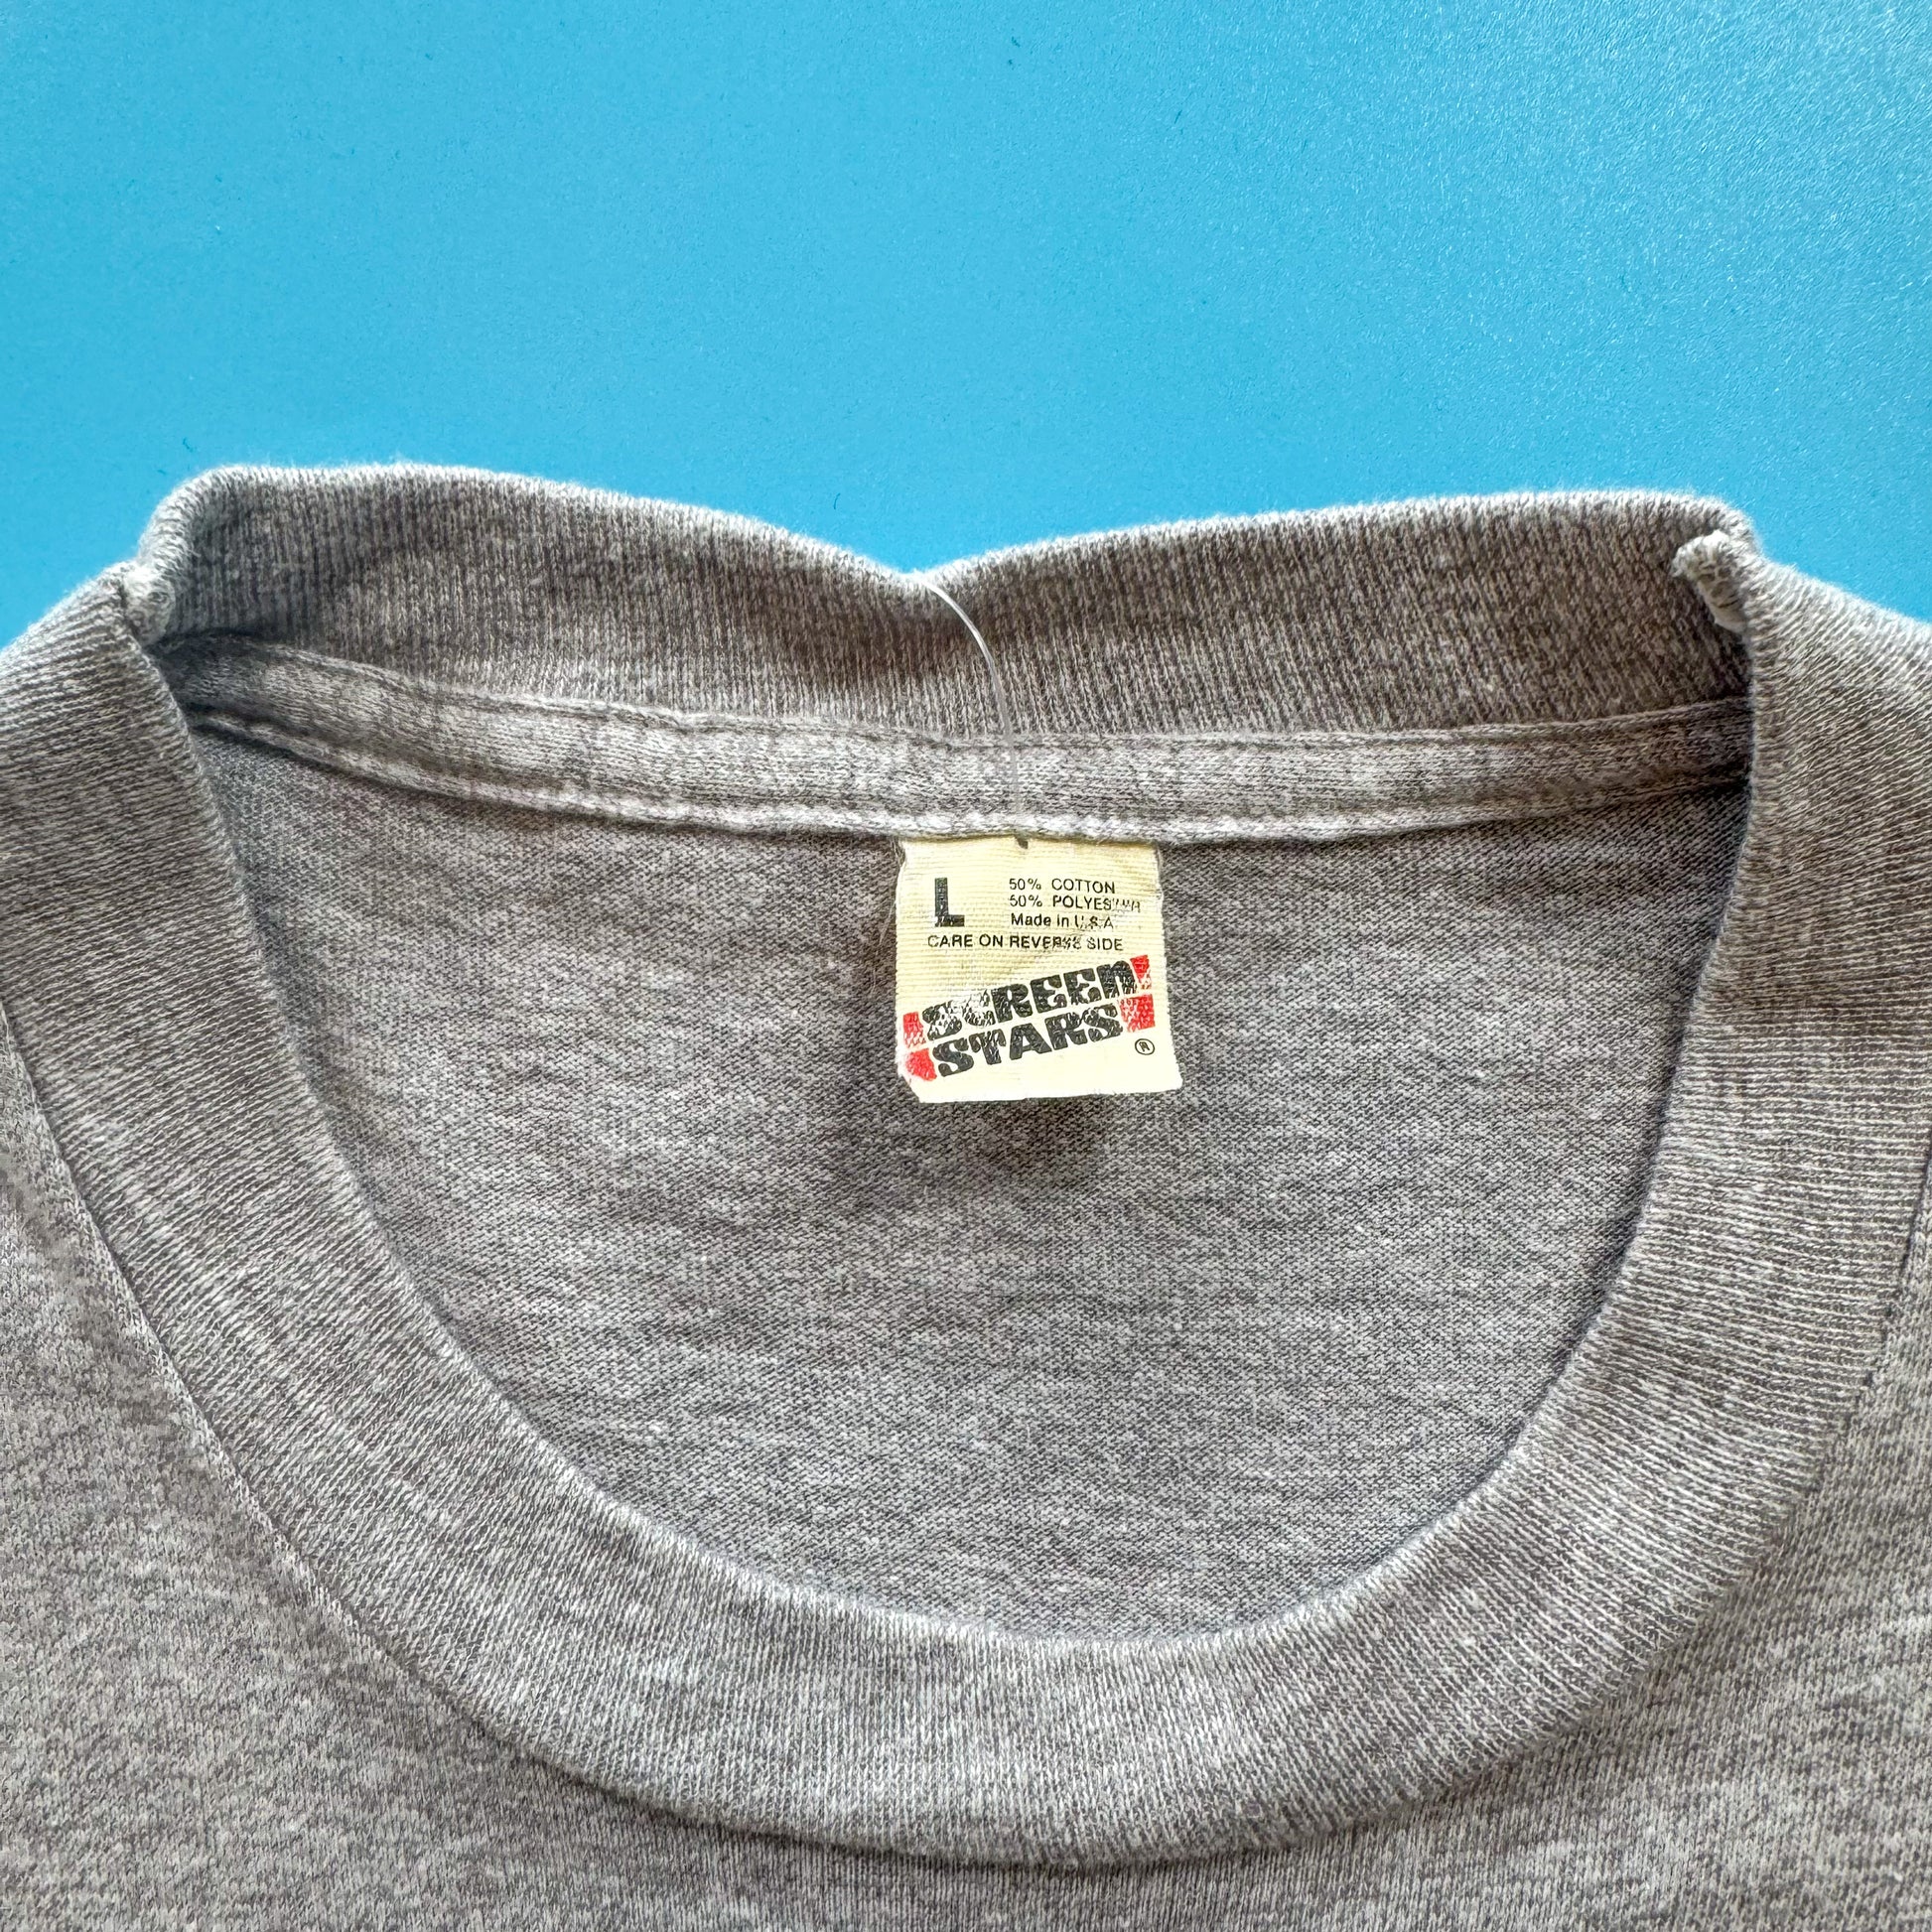 L
50% COTTON
50% POLYESTER
Made in U.S.A.
CARE ON REVERSE SIDE
SCREEN
STARS
®